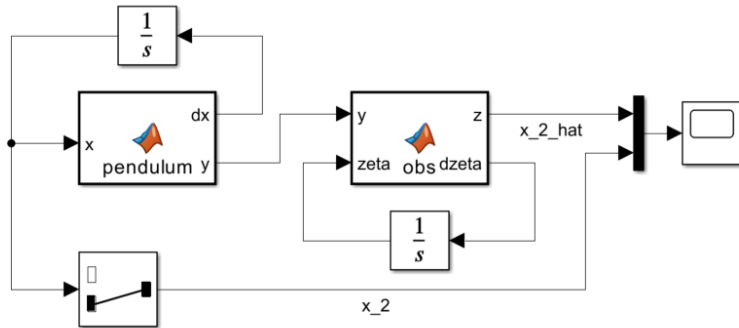 1
s
dx
x
y
pendulum
y
z
zeta
dzeta
obs
x_2_hat
1
s
x_2